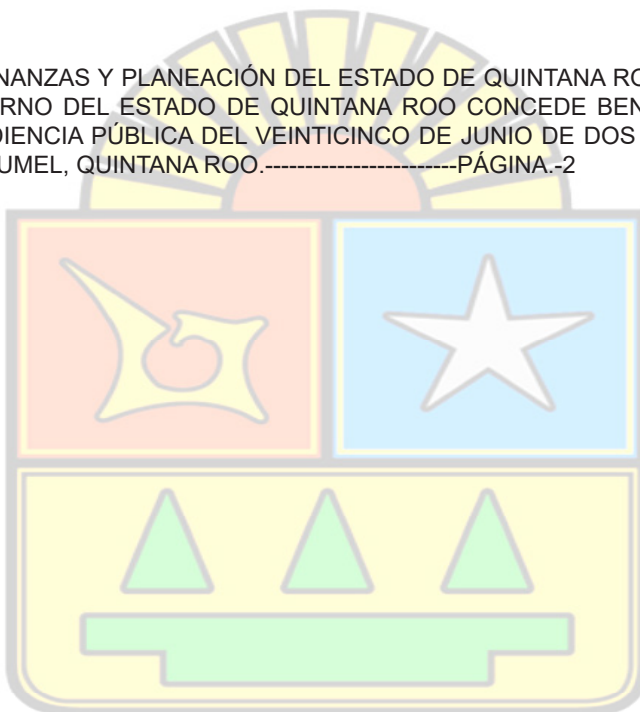 NANZAS Y PLANEACIÓN DEL ESTADO DE QUINTANA RO
RNO DEL ESTADO DE QUINTANA ROO CONCEDE BEN
DIENCIA PÚBLICA DEL VEINTICINCO DE JUNIO DE DOS
UMEL, QUINTANA ROO.------------------------PÁGINA.-2